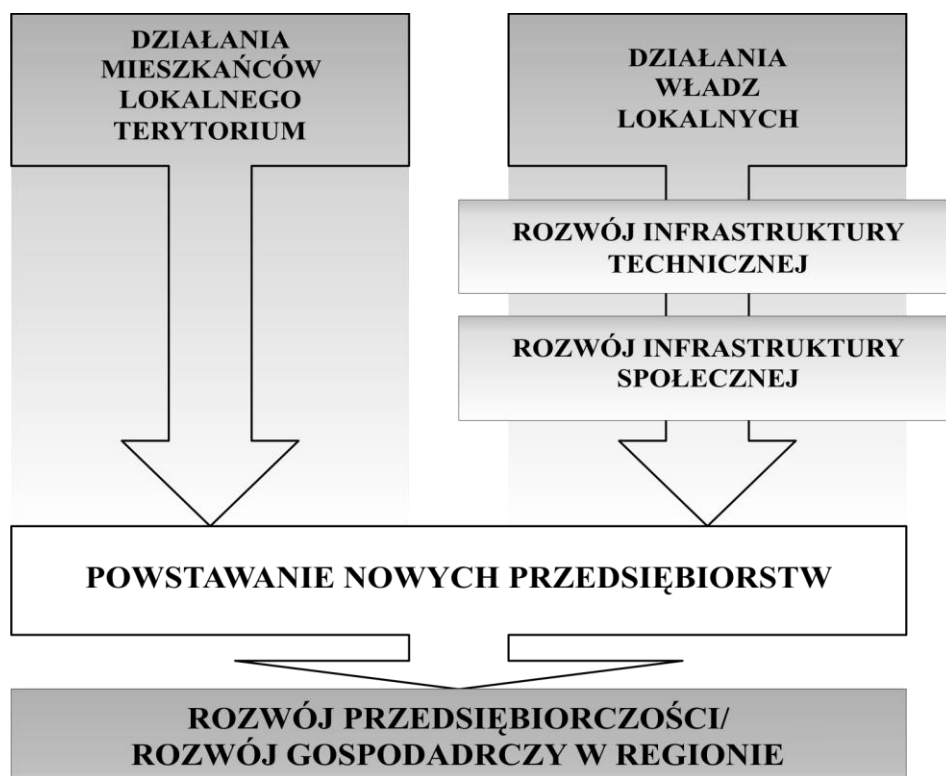 DZIAŁANIA
MIESZKAŃCÓW
LOKALNEGO
TERYTORIUM
DZIAŁANIA
WŁADZ
LOKALNYCH
ROZWÓJ INFRASTRUKTURY
TECHNICZNEJ
ROZWÓJ INFRASTRUKTURY
SPOŁECZNEJ
POWSTAWANIE NOWYCH PRZEDSIĘBIORSTW
ROZWÓJ PRZEDSIĘBIORCZOŚCI/
ROZWÓJ GOSPODADRCZY W REGIONIE